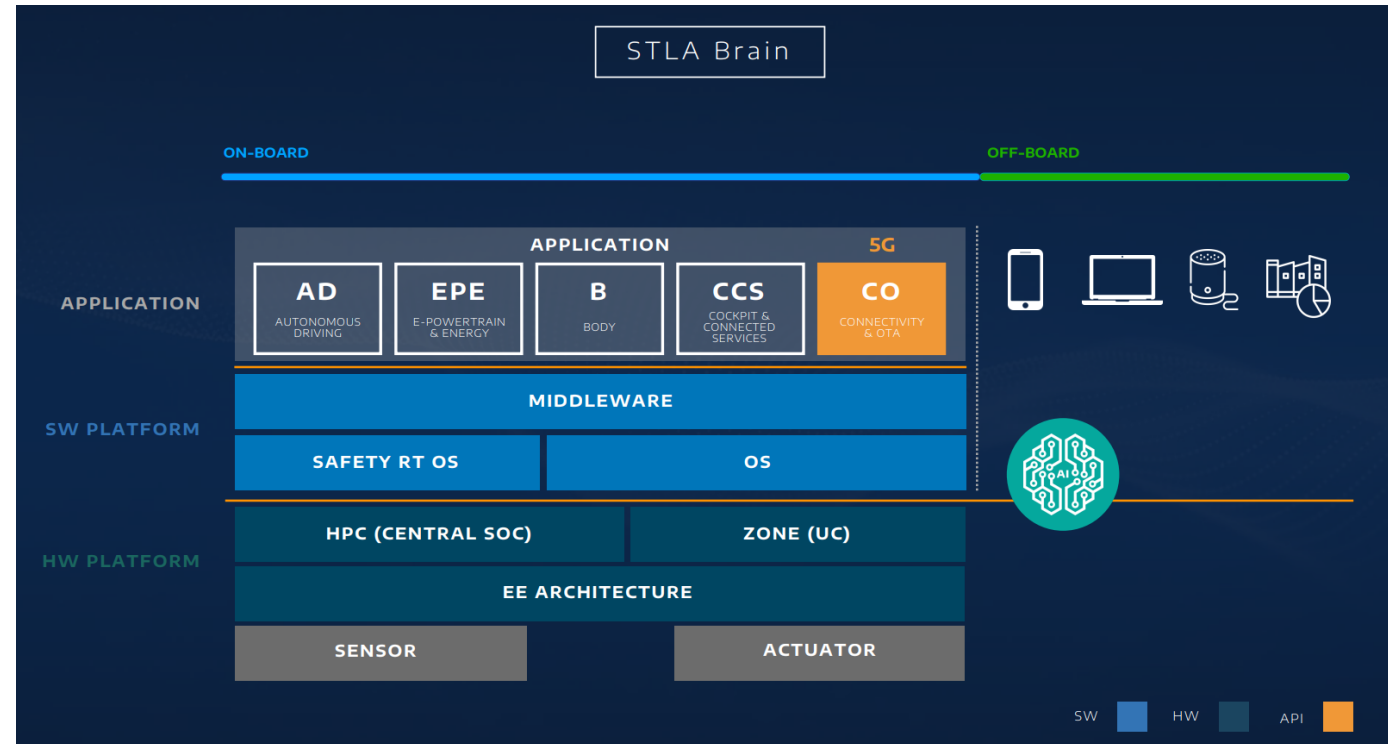 STLA Brain
ON-BOARD
OFF-BOARD
APPLICATION
APPLICATION
5G
AD
AUTONOMOUS
DRIVING
EPE
E-POWERTRAIN
& ENERGY
B
BODY
CCS
COCKPIT &
CONNECTED
SERVICES
CO
CONNECTIVITY
& OTA
SW PLATFORM
MIDDLEWARE
SAFETY RT OS
OS
AI
HW PLATFORM
HPC (CENTRAL SOC)
ZONE (UC)
EE ARCHITECTURE
SENSOR
ACTUATOR
SW
HW
API